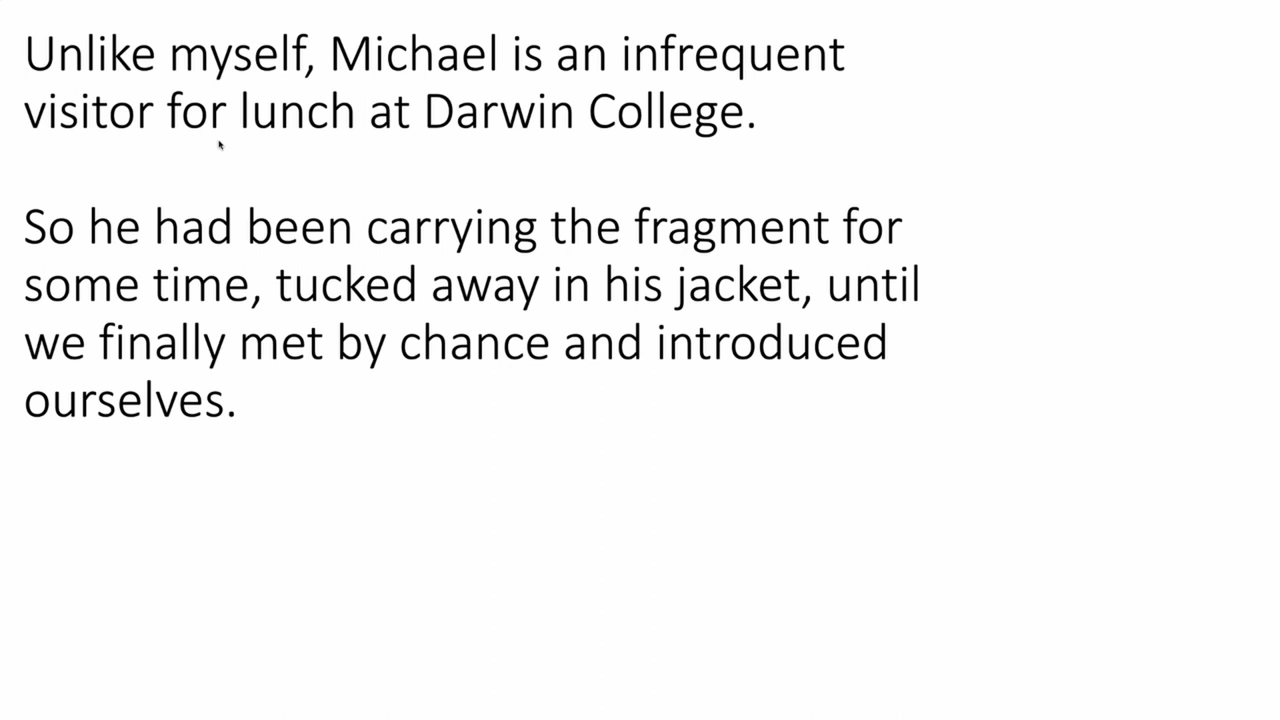 Unlike myself, Michael is an infrequent
visitor for lunch at Darwin College.
So he had been carrying the fragment for
some time, tucked away in his jacket, until
we finally met by chance and introduced
ourselves.